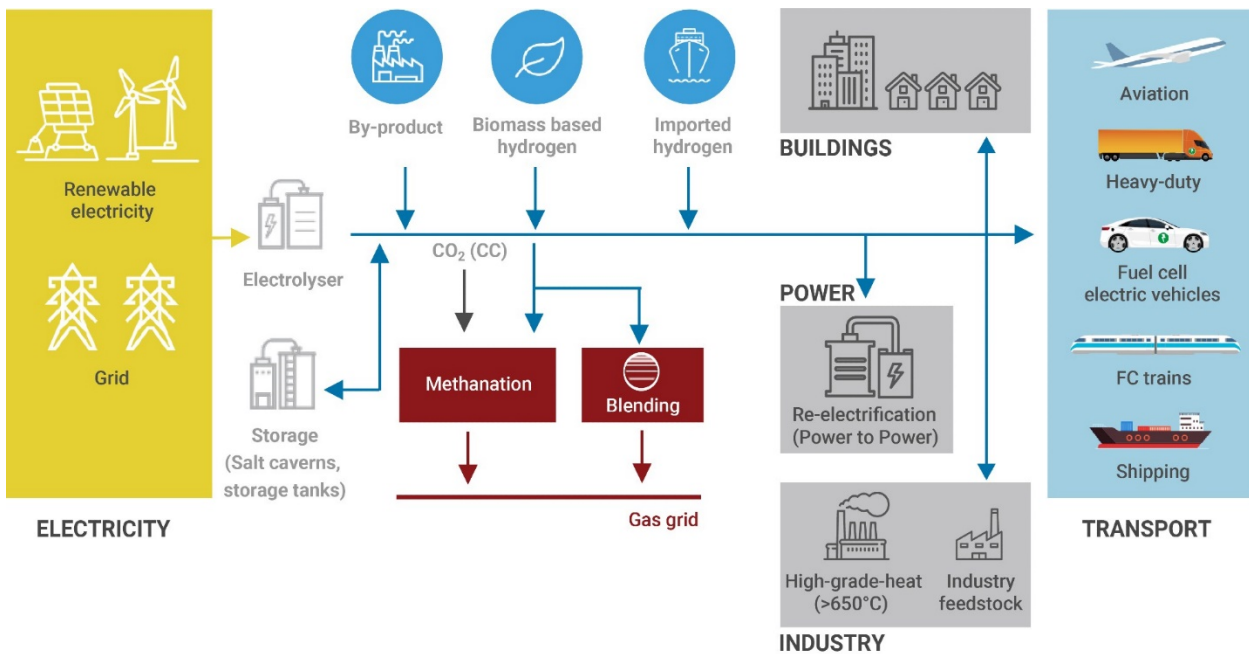 Renewable
electricity
Grid
ELECTRICITY
Electrolyser
Storage
(Salt caverns,
storage tanks)
By-product
Biomass based
hydrogen
Imported
hydrogen
CO₂ (CC)
Methanation
Blending
Gas grid
BUILDINGS
POWER
Re-electrification
(Power to Power)
High-grade-heat
(>650°C)
Industry
feedstock
INDUSTRY
Aviation
Heavy-duty
Fuel cell
electric vehicles
FC trains
Shipping
TRANSPORT